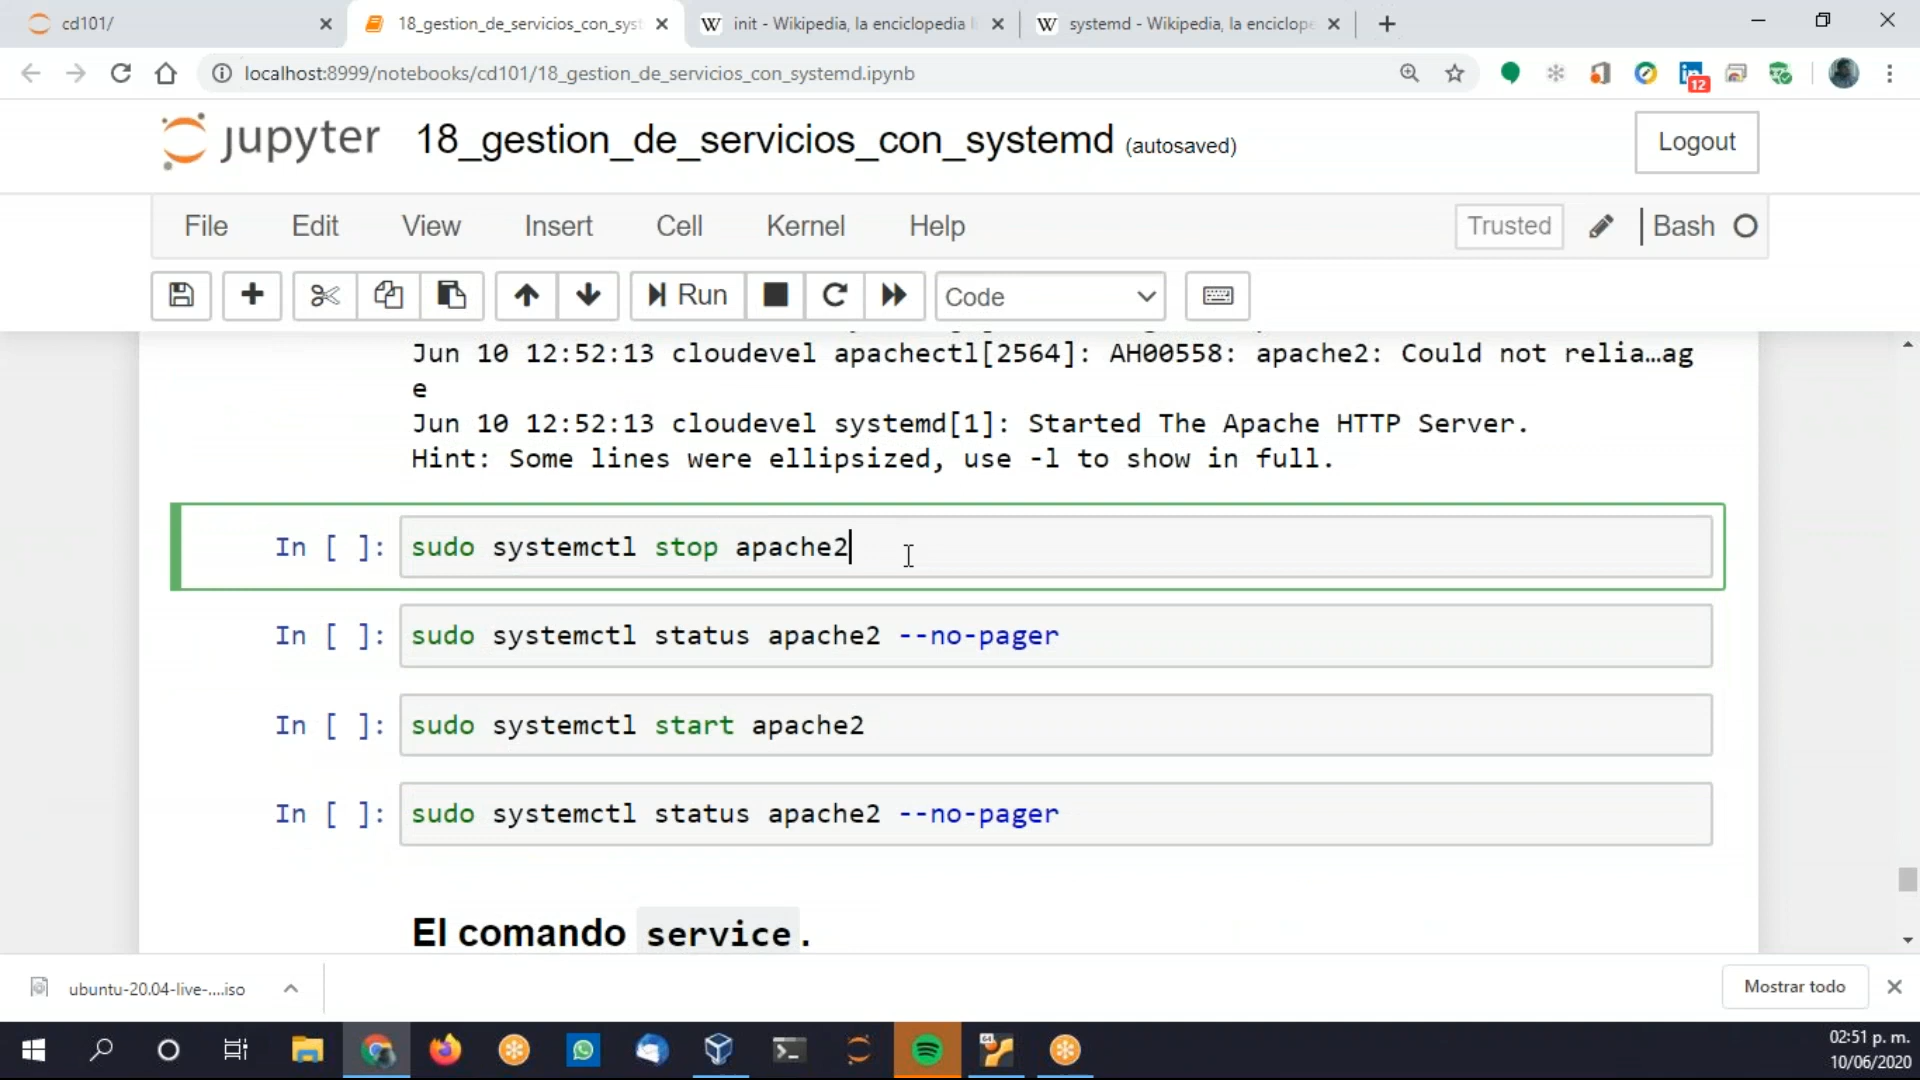 cd101/
18_gestion_de_servicios_con_syst
init - Wikipedia, la enciclopedia
systemd - Wikipedia, la enciclope
localhost:8999/notebooks/cd101/18_gestion_de_servicios_con_systemd.ipynb
12
jupyter 18_gestion_de_servicios_con_systemd (autosaved)
Logout
File Edit View Insert Cell Kernel Help
Trusted
Bash
Run
Code
Jun 10 12:52:13 cloudevel apachectl[2564]: AH00558: apache2: Could not relia…ag
e
Jun 10 12:52:13 cloudevel systemd[1]: Started The Apache HTTP Server.
Hint: Some lines were ellipsized, use -l to show in full.
In [ ]: sudo systemctl stop apache2
In [ ]: sudo systemctl status apache2 --no-pager
In [ ]: sudo systemctl start apache2
In [ ]: sudo systemctl status apache2 --no-pager
El comando service.
ubuntu-20.04-live-....iso
Mostrar todo
02:51 p. m.
10/06/2020